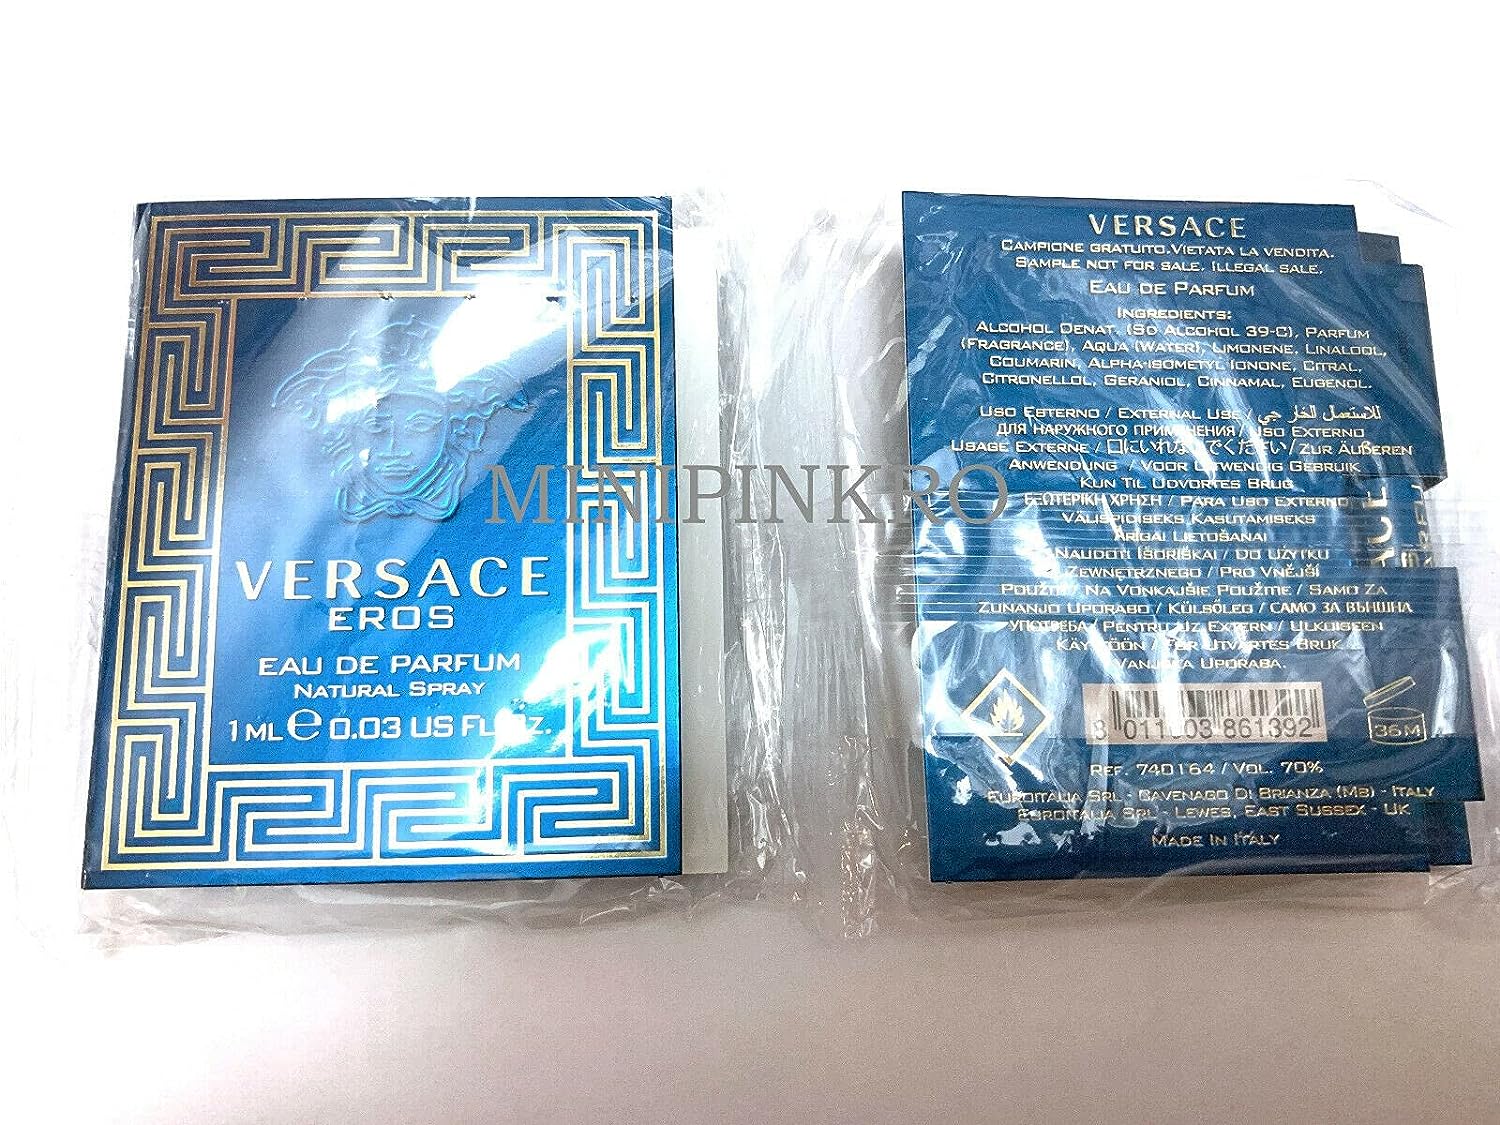 VERSACE
EROS
EAU DE PARFUM
NATURAL SPRAY
1 ML ℮ 0.03 US FL. OZ.
MINIPINKRO
VERSACE
CAMPIONE GRATUITO.VIETATA LA VENDITA.
SAMPLE NOT FOR SALE. ILLEGAL SALE.
EAU DE PARFUM
INGREDIENTS:
ALCOHOL DENAT. (SD ALCOHOL 39-C), PARFUM
(FRAGRANCE), AQUA (WATER), LIMONENE, LINALOOL,
COUMARIN, ALPHA-ISOMETYL IONONE, CITRAL,
CITRONELLOL, GERANIOL, CINNAMAL, EUGENOL.
USO ESTERNO / EXTERNAL USE / للاستعمال الخارجي
ДЛЯ НАРУЖНОГО ПРИМЕНЕНИЯ / USO EXTERNO
USAGE EXTERNE / 口にいれないでください / ZUR ÄUßEREN
ANWENDUNG / VOOR UITWENDIG GEBRUIK
KUN TIL UDVORTES BRUG
ΕΞΩΤΕΡΙΚΗ ΧΡΗΣΗ / PARA USO EXTERNO
VÄLISPIDISEKS KASUTAMISEKS
ĀRĪGAI LIETOŠANAI
NAUDOTI IŠORIŠKAI / DO UŻYTKU
ZEWNĘTRZNEGO / PRO VNĚJŠÍ
POUŽITÍ / NA VONKAJŠIE POUŽITIE / SAMO ZA
ZUNANJO UPORABO / KÜLSŐLEG / САМО ЗА ВЪНШНА
УПОТРЕБА / PENTRU UZ EXTERN / ULKOISEEN
KÄYTTÖÖN / FÖR UTVÄRTES BRUK
VANJSKA UPORABA.
8 011003 861392
36M
REF. 740164 / VOL. 70%
EUROITALIA SRL - CAVENAGO DI BRIANZA (MB) - ITALY
EUROITALIA SRL - LEWES, EAST SUSSEX - UK
MADE IN ITALY